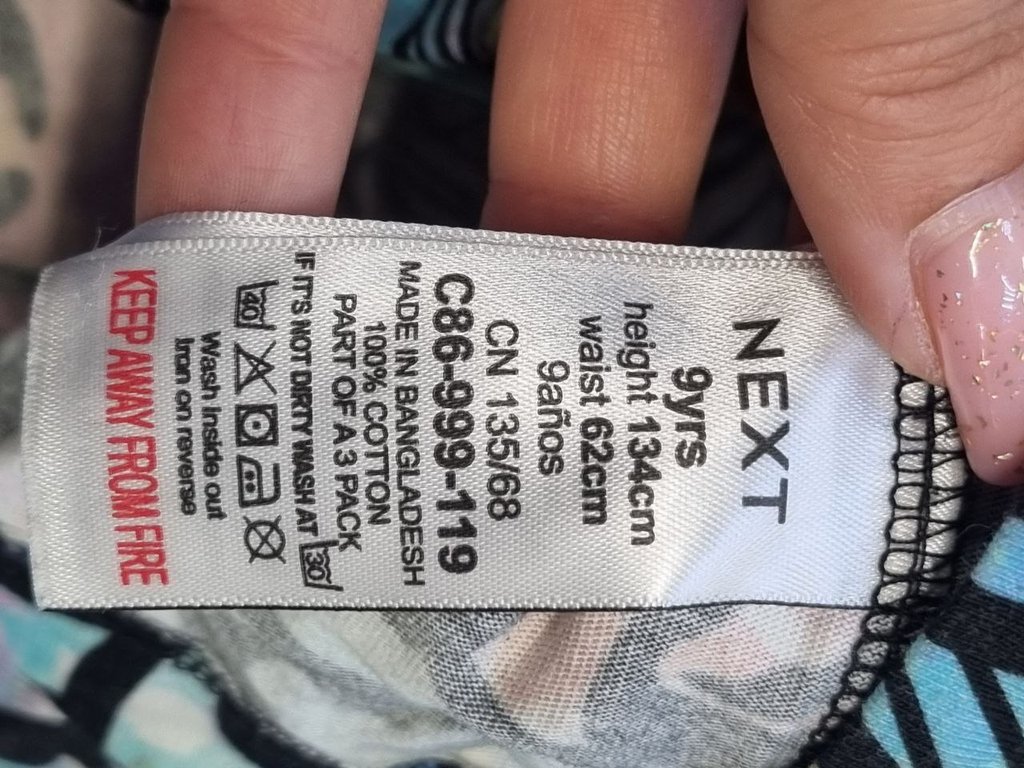 NEXT
9yrs
height 134cm
waist 62cm
9años
CN 135/68
C86-999-119
MADE IN BANGLADESH
100% COTTON
PART OF A 3 PACK
IF IT'S NOT DIRTY WASH AT 30
40
Wash inside out
Iron on reverse
KEEP AWAY FROM FIRE